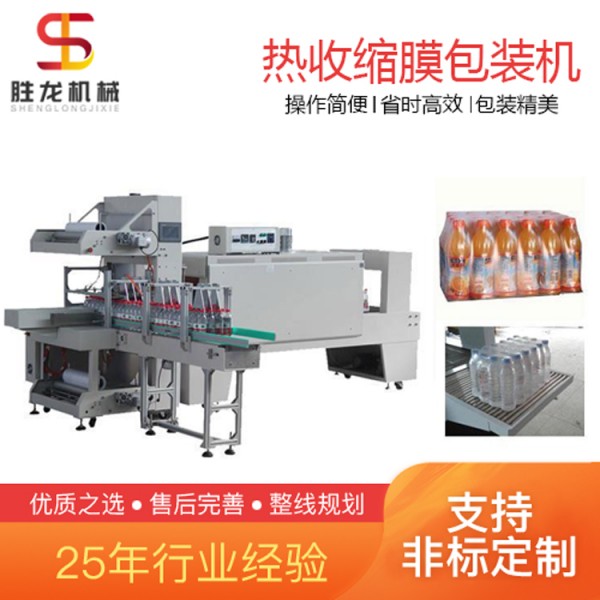 胜龙机械
SHENGLONGJIXIE
热收缩膜包装机
操作简便 | 省时高效 | 包装精美
优质之选 ● 售后完善 ● 整线规划
25年行业经验
支持
非标定制